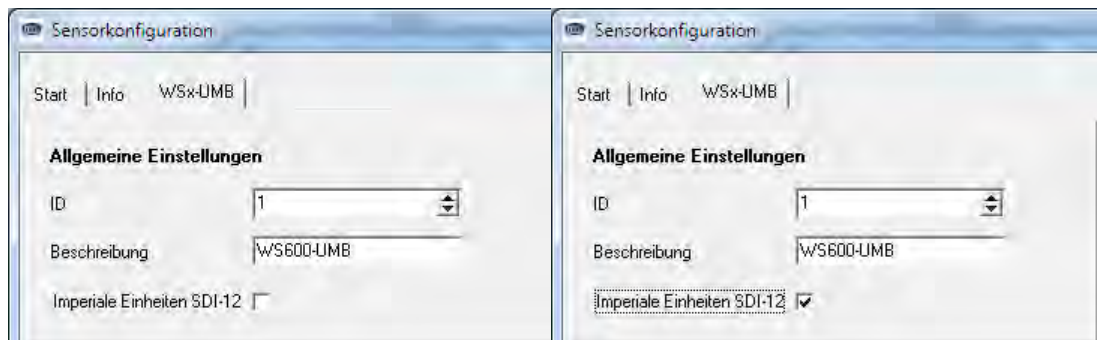 Sensorkonfiguration
Start | Info WSx-UMB
Allgemeine Einstellungen
ID 1
Beschreibung WS600-UMB
Imperiale Einheiten SDI-12
Sensorkonfiguration
Start | Info WSx-UMB
Allgemeine Einstellungen
ID 1
Beschreibung WS600-UMB
Imperiale Einheiten SDI-12